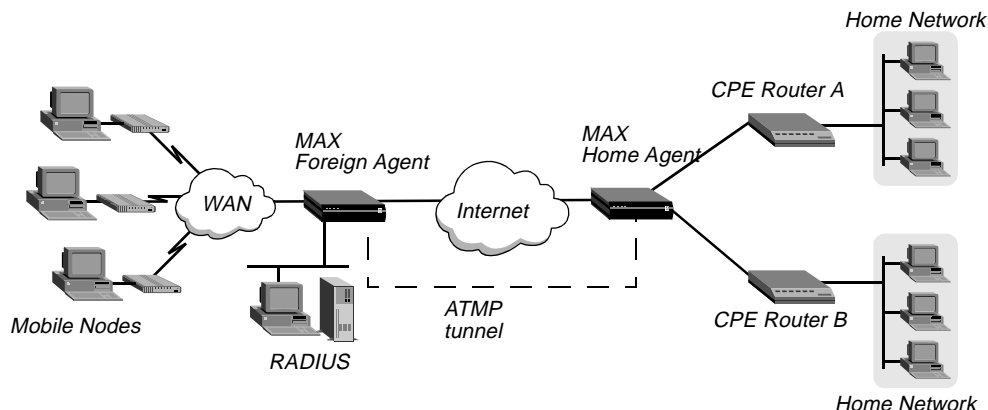 Home Network
CPE Router A
MAX
Foreign Agent
MAX
Home Agent
WAN
Internet
ATMP
tunnel
Mobile Nodes
RADIUS
CPE Router B
Home Network